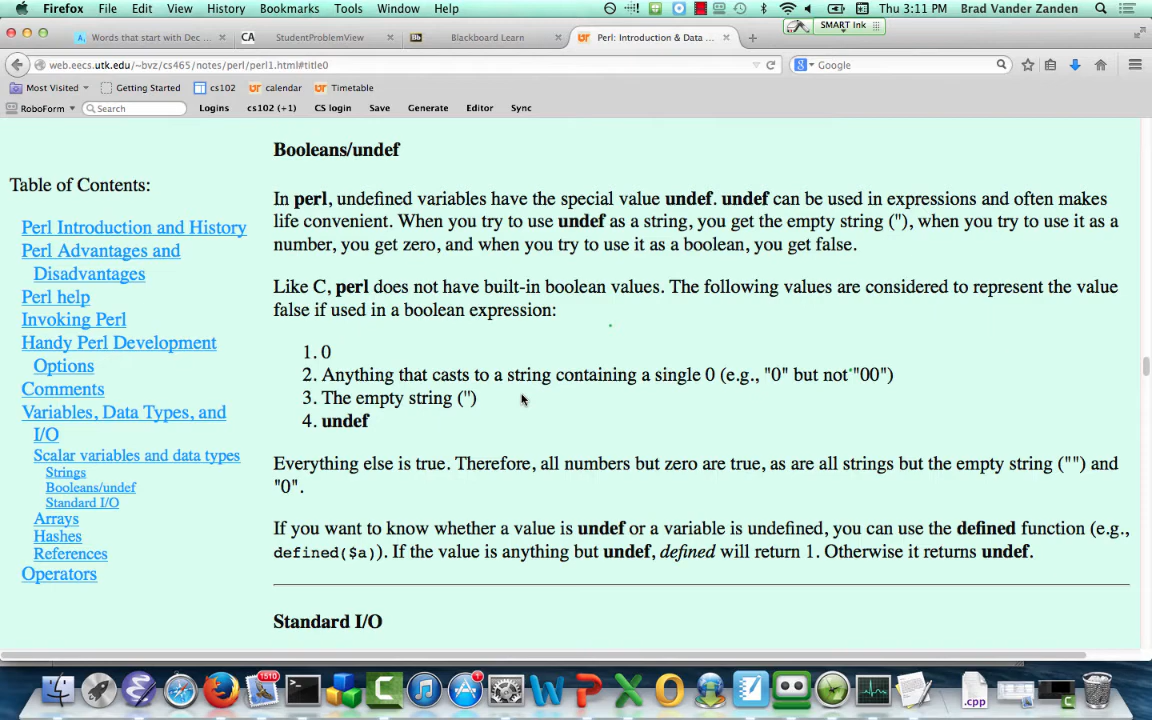 Firefox File Edit View History Bookmarks Tools Window Help Thu 3:11 PM Brad Vander Zanden
SMART Ink
Words that start with Dec ... CA StudentProblemView Bb Blackboard Learn Perl: Introduction & Data ...
web.eecs.utk.edu/~bvz/cs465/notes/perl/perl1.html#title0 Google
Most Visited Getting Started cs102 calendar Timetable
RoboForm Search Logins cs102 (+1) CS login Save Generate Editor Sync
Table of Contents:
Perl Introduction and History
Perl Advantages and
Disadvantages
Perl help
Invoking Perl
Handy Perl Development
Options
Comments
Variables, Data Types, and
I/O
Scalar variables and data types
Strings
Booleans/undef
Standard I/O
Arrays
Hashes
References
Operators
Booleans/undef
In perl, undefined variables have the special value undef. undef can be used in expressions and often makes
life convenient. When you try to use undef as a string, you get the empty string (''), when you try to use it as a
number, you get zero, and when you try to use it as a boolean, you get false.
Like C, perl does not have built-in boolean values. The following values are considered to represent the value
false if used in a boolean expression:
1. 0
2. Anything that casts to a string containing a single 0 (e.g., "0" but not "00")
3. The empty string ('')
4. undef
Everything else is true. Therefore, all numbers but zero are true, as are all strings but the empty string ("") and
"0".
If you want to know whether a value is undef or a variable is undefined, you can use the defined function (e.g.,
defined($a)). If the value is anything but undef, defined will return 1. Otherwise it returns undef.
Standard I/O
1510
1
.cpp